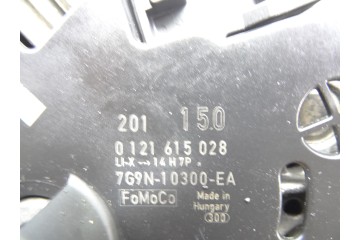 201 150
0 121 615 028
LI-X → 14 H 7P
7G9N-10300-EA
FoMoCo Made in
Hungary
300